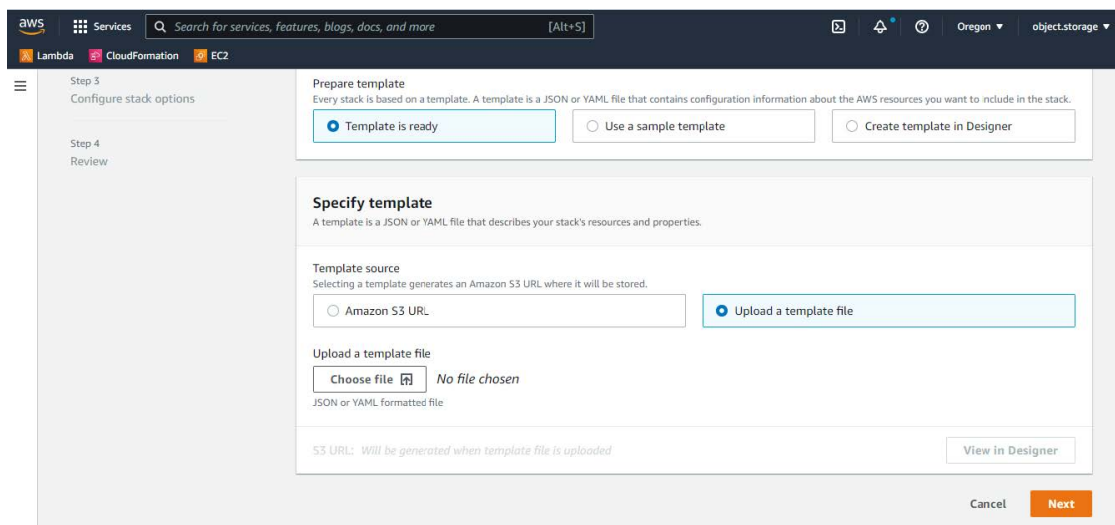 aws Services Search for services, features, blogs, docs, and more [Alt+S] Oregon object.storage
Lambda CloudFormation EC2
Step 3
Configure stack options
Step 4
Review
Prepare template
Every stack is based on a template. A template is a JSON or YAML file that contains configuration information about the AWS resources you want to include in the stack.
Template is ready Use a sample template Create template in Designer
Specify template
A template is a JSON or YAML file that describes your stack's resources and properties.
Template source
Selecting a template generates an Amazon S3 URL where it will be stored.
Amazon S3 URL Upload a template file
Upload a template file
Choose file No file chosen
JSON or YAML formatted file
S3 URL: Will be generated when template file is uploaded View in Designer
Cancel Next